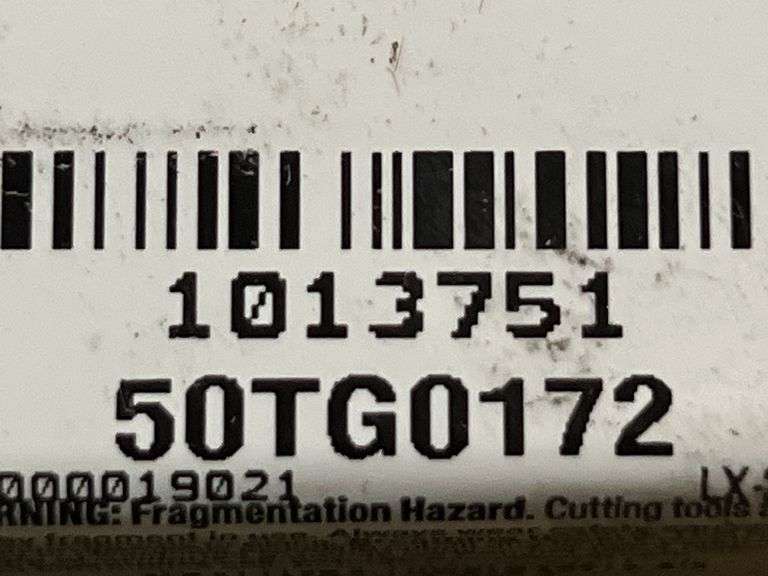 1013751
50TG0172
000019021 LX-
RNING: Fragmentation Hazard. Cutting tools